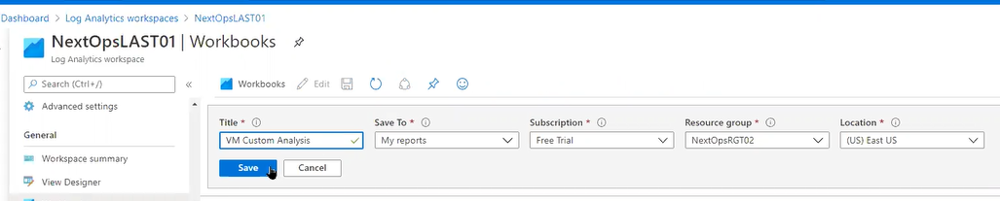 Dashboard > Log Analytics workspaces > NextOpsLAST01
NextOpsLAST01 | Workbooks
Log Analytics workspace
Search (Ctrl+/) «
Workbooks Edit
Advanced settings
General
Workspace summary
View Designer
Title * Save To * Subscription * Resource group * Location *
VM Custom Analysis My reports Free Trial NextOpsRGT02 (US) East US
Save Cancel